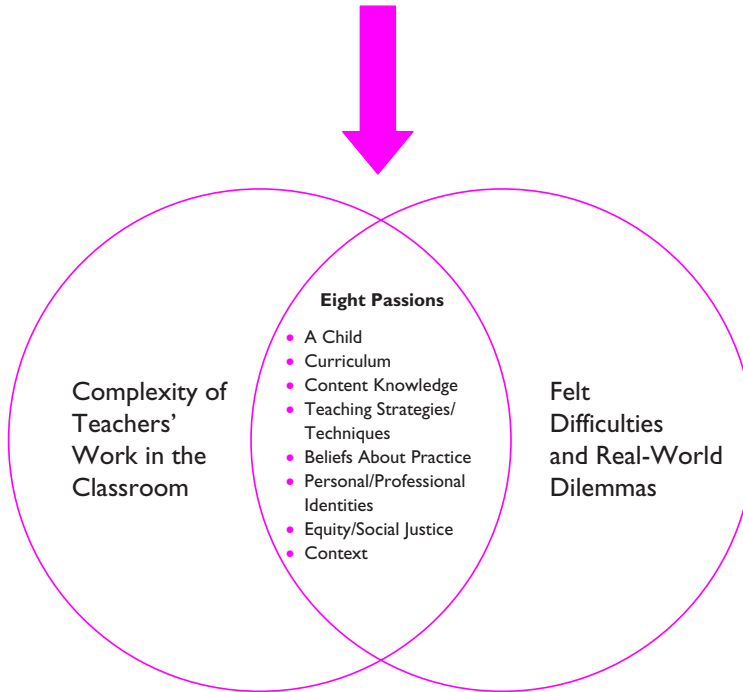 Eight Passions
• A Child
• Curriculum
• Content Knowledge
• Teaching Strategies/
Techniques
• Beliefs About Practice
• Personal/Professional
Identities
• Equity/Social Justice
• Context
Complexity of
Teachers’
Work in the
Classroom
Felt
Difficulties
and Real-World
Dilemmas